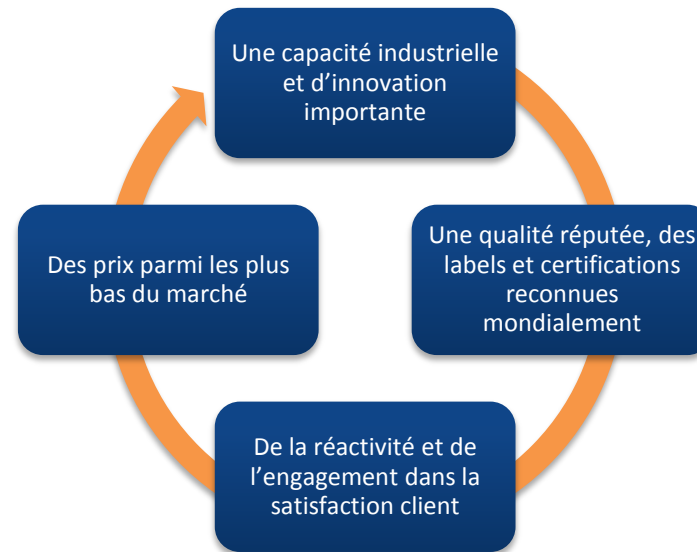 Une capacité industrielle
et d’innovation
importante
Une qualité réputée, des
labels et certifications
reconnues
mondialement
De la réactivité et de
l’engagement dans la
satisfaction client
Des prix parmi les plus
bas du marché